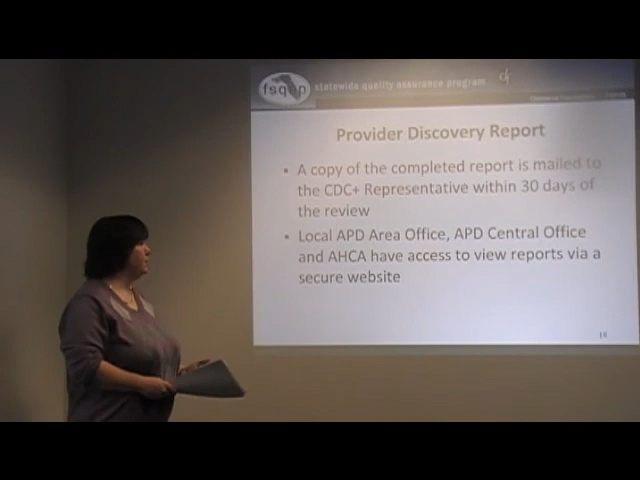 fsqap statewide quality assurance program
Provider Discovery Report
• A copy of the completed report is mailed to
the CDC+ Representative within 30 days of
the review
• Local APD Area Office, APD Central Office
and AHCA have access to view reports via a
secure website
18